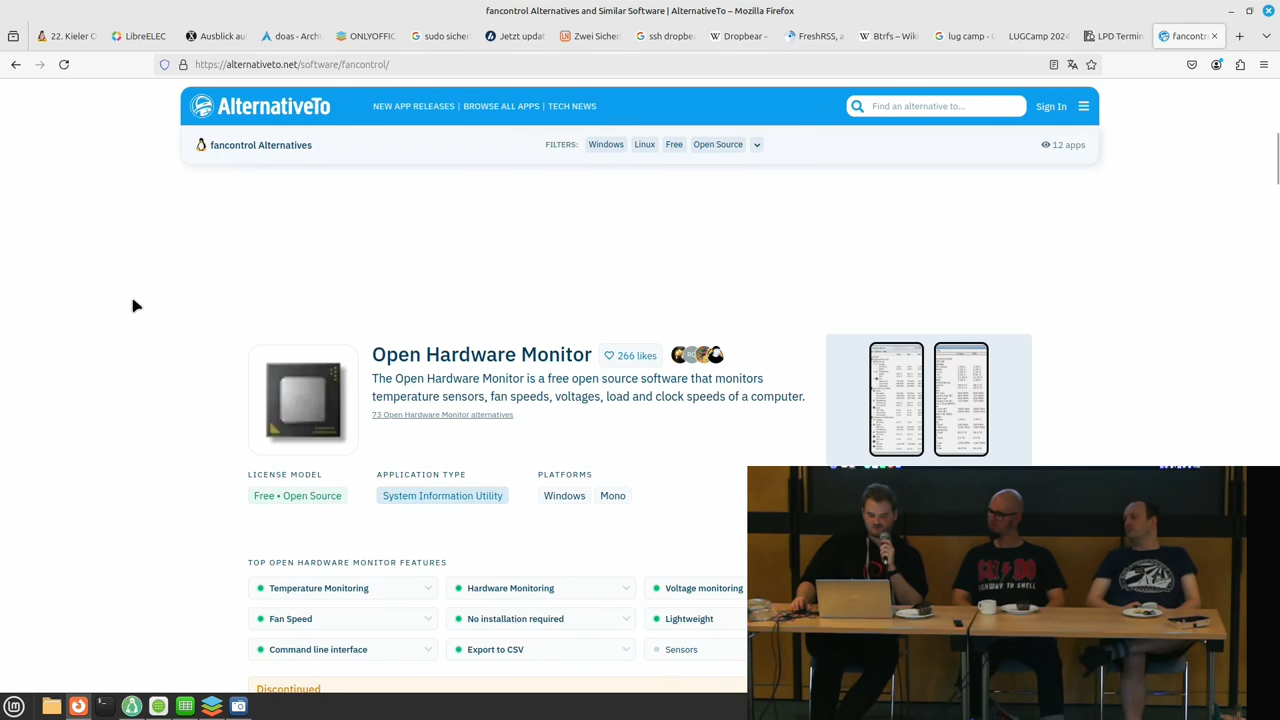 fancontrol Alternatives and Similar Software | AlternativeTo – Mozilla Firefox
22. Kieler O
LibreELEC
Ausblick au
doas - Arch
ONLYOFFIC
sudo sicher
Jetzt updat
Zwei Sicher
ssh dropbe
Dropbear –
FreshRSS, a
Btrfs – Wiki
lug camp -
LUGCamp 2024
LPD Termin
fancontr
https://alternativeto.net/software/fancontrol/
AlternativeTo
NEW APP RELEASES | BROWSE ALL APPS | TECH NEWS
Find an alternative to...
Sign In
fancontrol Alternatives
FILTERS: Windows Linux Free Open Source
12 apps
Open Hardware Monitor
266 likes
The Open Hardware Monitor is a free open source software that monitors
temperature sensors, fan speeds, voltages, load and clock speeds of a computer.
73 Open Hardware Monitor alternatives
LICENSE MODEL
APPLICATION TYPE
PLATFORMS
Free • Open Source
System Information Utility
Windows
Mono
TOP OPEN HARDWARE MONITOR FEATURES
Temperature Monitoring
Hardware Monitoring
Voltage monitoring
Fan Speed
No installation required
Lightweight
Command line interface
Export to CSV
Sensors
Discontinued